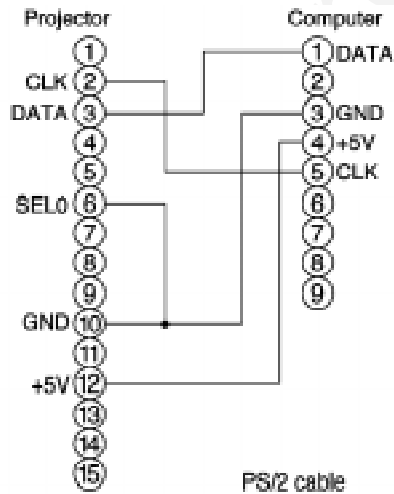 Projector Computer
1 1 DATA
CLK 2 2
DATA 3 3 GND
4 4 +5V
5 5 CLK
SEL0 6 6
7 7
8 8
9 9
GND 10
11
+5V 12
13
14
15
PS/2 cable